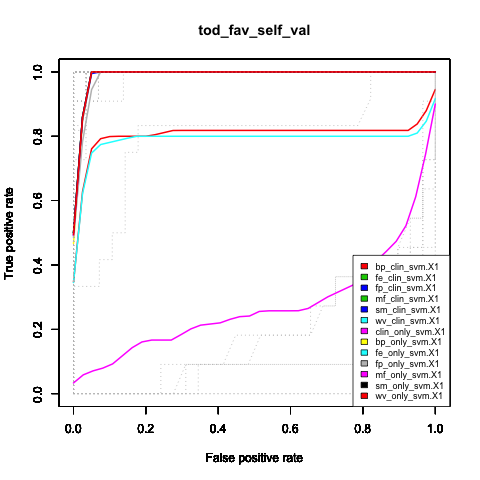 tod_fav_self_val
True positive rate
1.0
0.8
0.6
0.4
0.2
0.0
bp_clin_svm.X1
fe_clin_svm.X1
fp_clin_svm.X1
mf_clin_svm.X1
sm_clin_svm.X1
wv_clin_svm.X1
clin_only_svm.X1
bp_only_svm.X1
fe_only_svm.X1
fp_only_svm.X1
mf_only_svm.X1
sm_only_svm.X1
wv_only_svm.X1
0.0 0.2 0.4 0.6 0.8 1.0
False positive rate